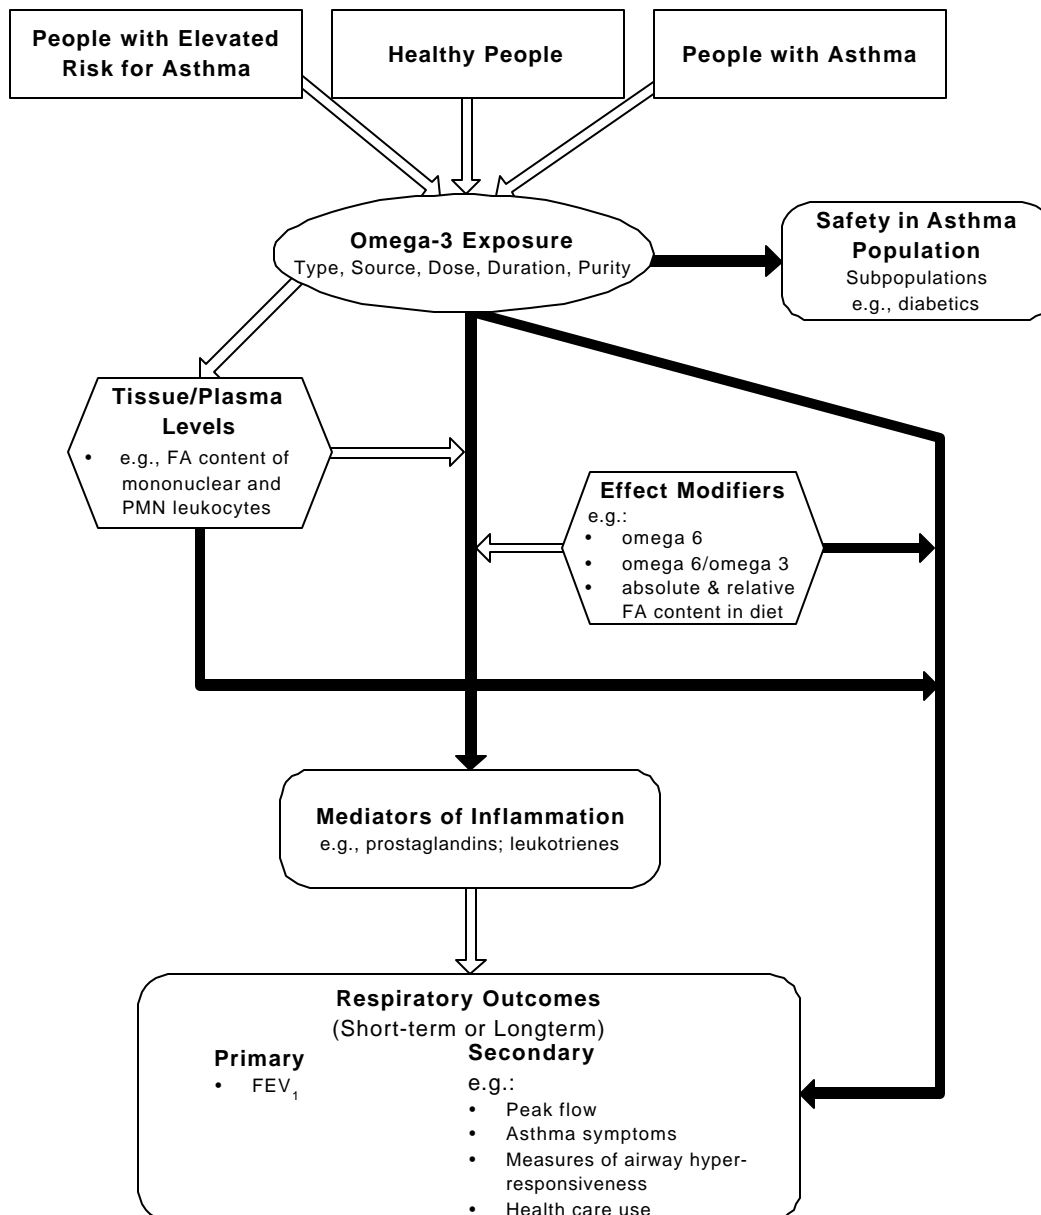 People with Elevated
Risk for Asthma
Healthy People
People with Asthma
Omega-3 Exposure
Type, Source, Dose, Duration, Purity
Safety in Asthma
Population
Subpopulations
e.g., diabetics
Tissue/Plasma
Levels
• e.g., FA content of
mononuclear and
PMN leukocytes
Effect Modifiers
e.g.:
• omega 6
• omega 6/omega 3
• absolute & relative
FA content in diet
Mediators of Inflammation
e.g., prostaglandins; leukotrienes
Respiratory Outcomes
(Short-term or Longterm)
Primary
• FEV₁
Secondary
e.g.:
• Peak flow
• Asthma symptoms
• Measures of airway hyper-
responsiveness
• Health care use